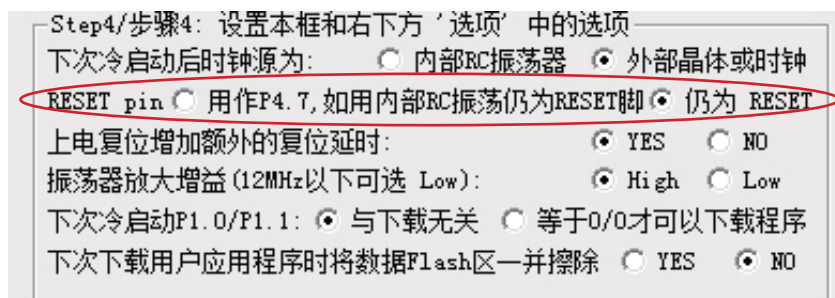 Step4/步骤4: 设置本框和右下方 '选项' 中的选项
下次冷启动后时钟源为: 内部RC振荡器 外部晶体或时钟
RESET pin 用作P4.7,如用内部RC振荡仍为RESET脚 仍为 RESET
上电复位增加额外的复位延时: YES NO
振荡器放大增益(12MHz以下可选 Low): High Low
下次冷启动P1.0/P1.1: 与下载无关 等于0/0才可以下载程序
下次下载用户应用程序时将数据Flash区一并擦除 YES NO